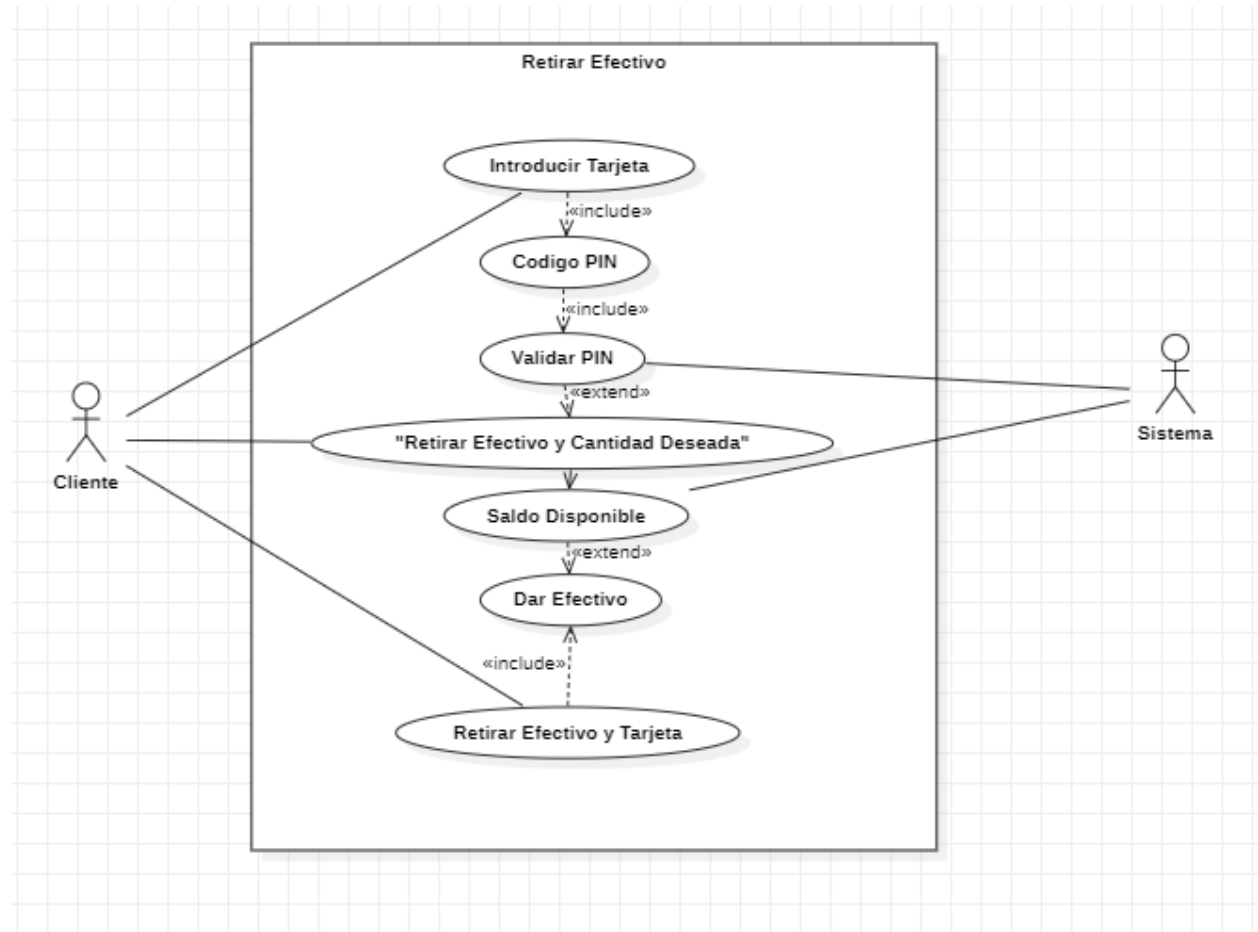 Retirar Efectivo
Introducir Tarjeta
«include»
Codigo PIN
«include»
Validar PIN
«extend»
"Retirar Efectivo y Cantidad Deseada"
Sistema
Cliente
Saldo Disponible
«extend»
Dar Efectivo
«include»
Retirar Efectivo y Tarjeta